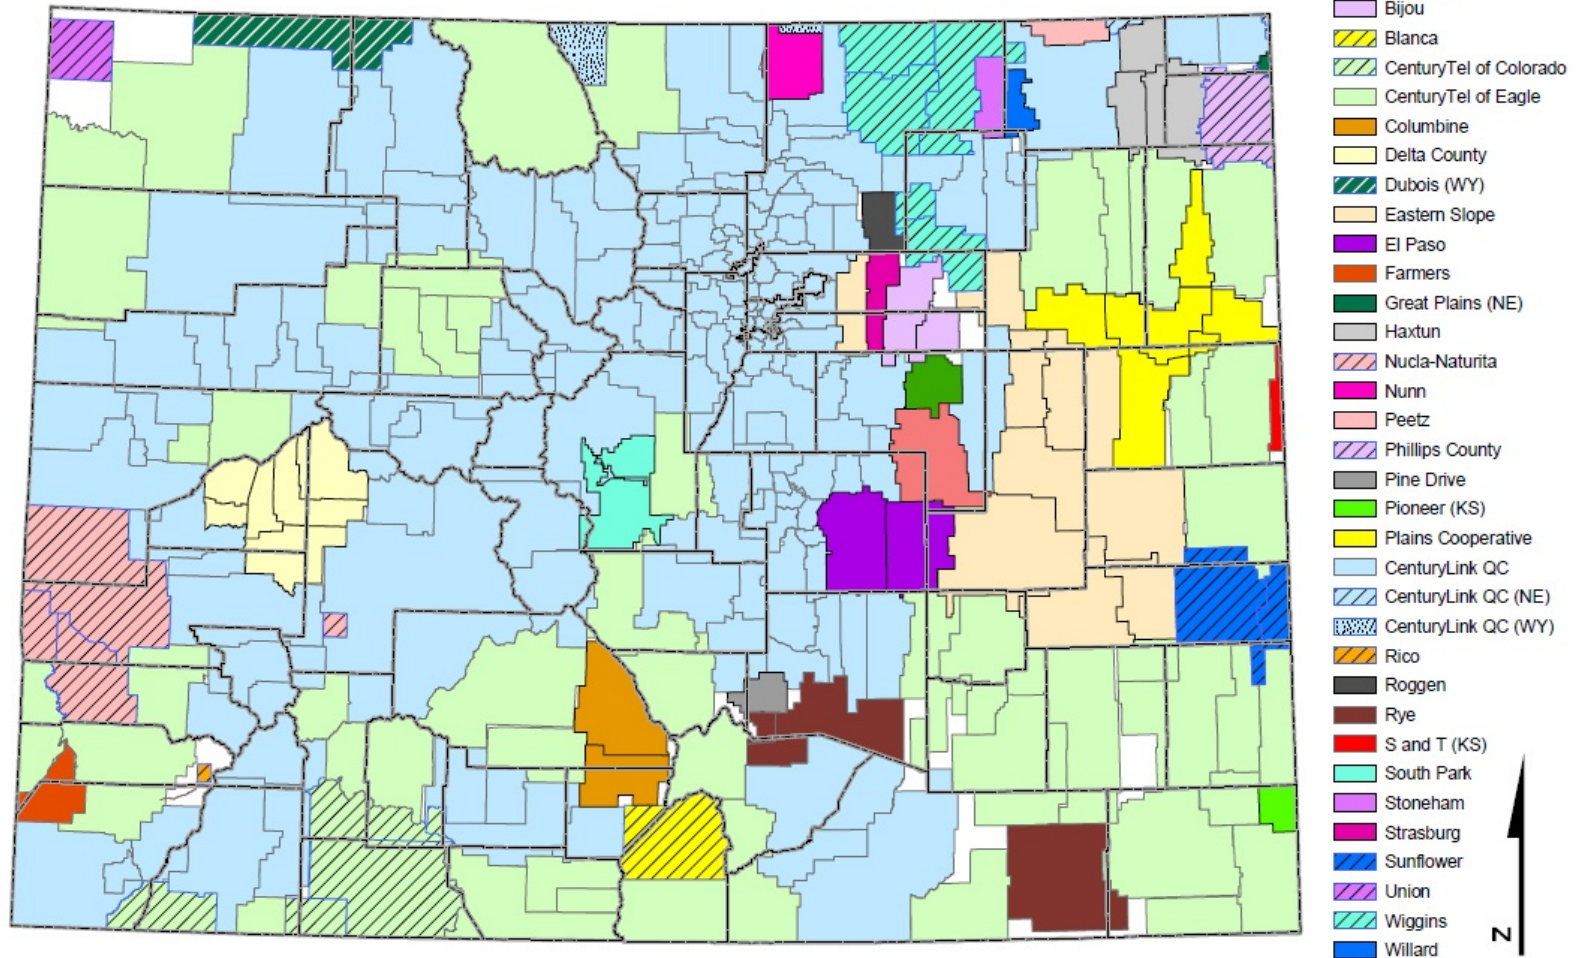 Bijou
Blanca
CenturyTel of Colorado
CenturyTel of Eagle
Columbine
Delta County
Dubois (WY)
Eastern Slope
El Paso
Farmers
Great Plains (NE)
Haxtun
Nucla-Naturita
Nunn
Peetz
Phillips County
Pine Drive
Pioneer (KS)
Plains Cooperative
CenturyLink QC
CenturyLink QC (NE)
CenturyLink QC (WY)
Rico
Roggen
Rye
S and T (KS)
South Park
Stoneham
Strasburg
Sunflower
Union
Wiggins
Willard
N